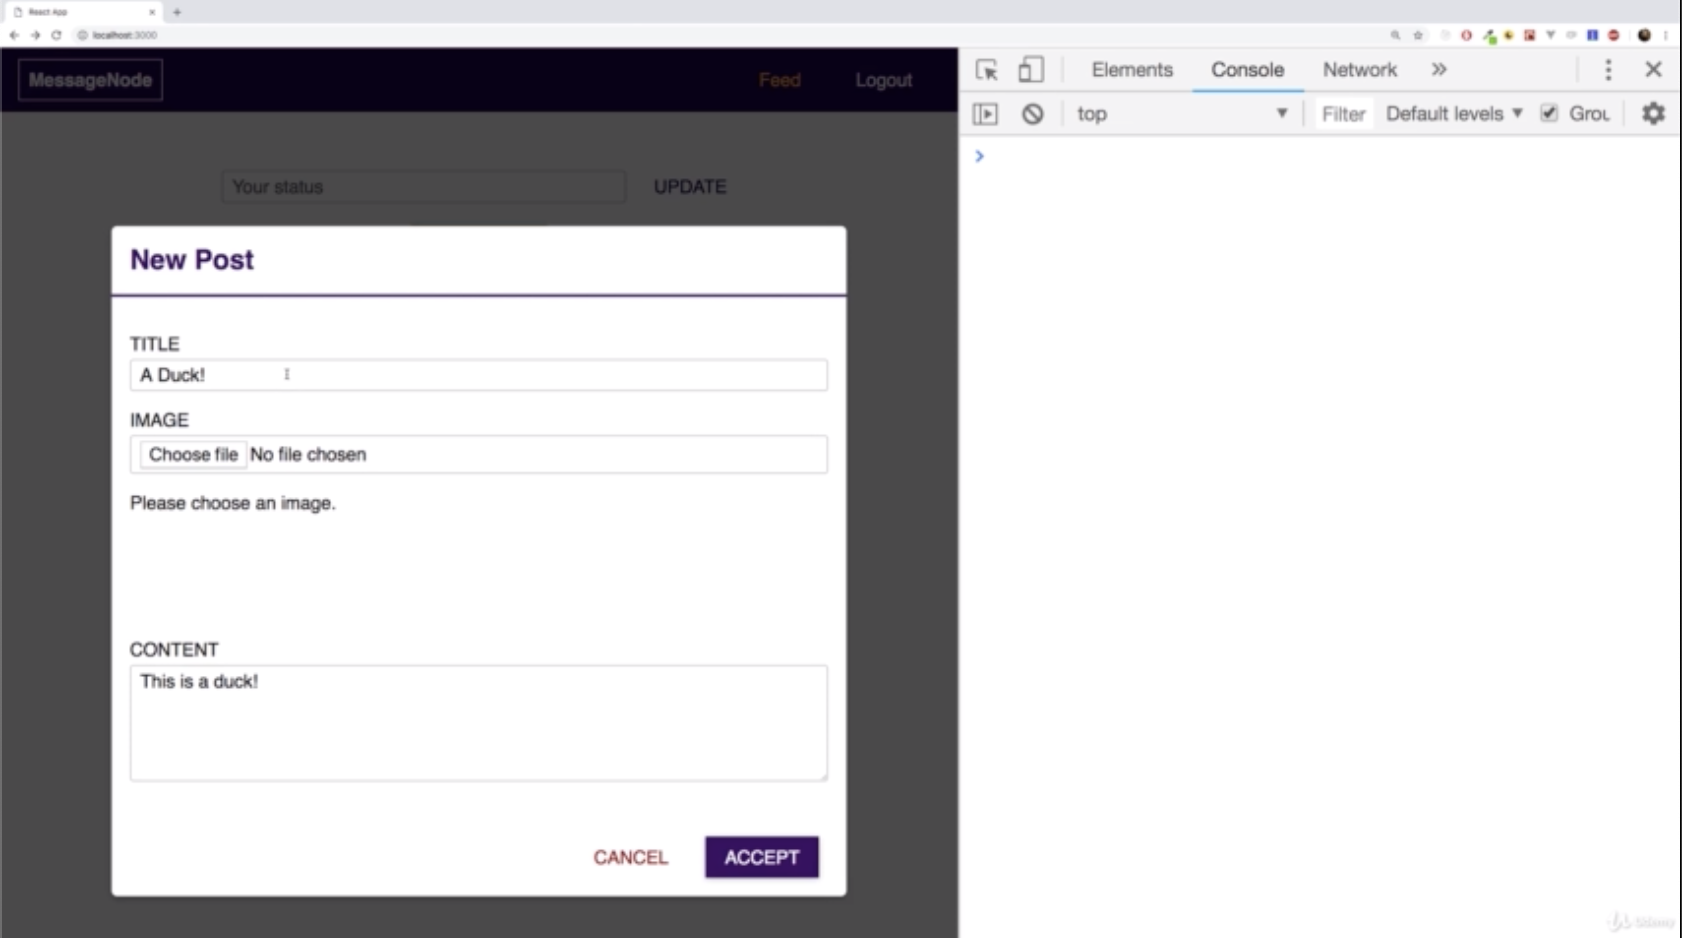 React App
localhost:3000
MessageNode
Feed
Logout
Elements
Console
Network
top
Filter
Default levels
Grou
Your status
UPDATE
New Post
TITLE
A Duck!
IMAGE
Choose file No file chosen
Please choose an image.
CONTENT
This is a duck!
CANCEL
ACCEPT
Udemy